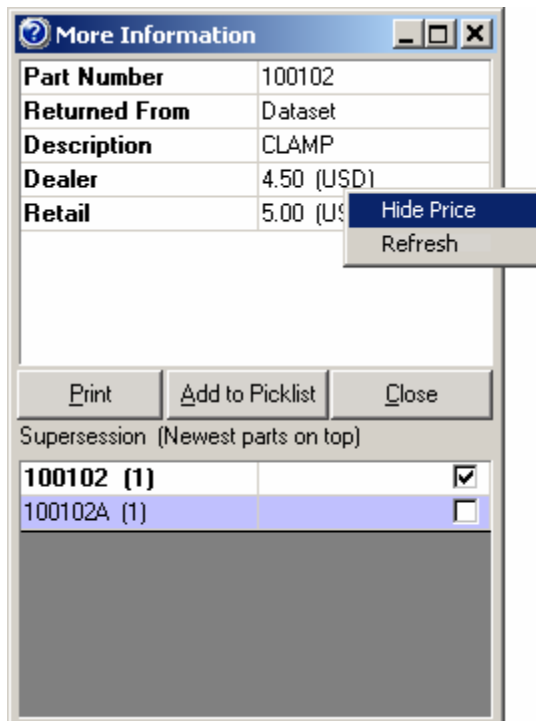 More Information
Part Number 100102
Returned From Dataset
Description CLAMP
Dealer 4.50 (USD)
Retail 5.00 (US
Hide Price
Refresh
Print Add to Picklist Close
Supersession (Newest parts on top)
100102 (1)
100102A (1)